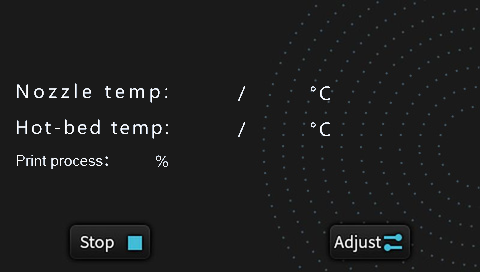 Nozzle temp: / °C
Hot-bed temp: / °C
Print process: %
Stop Adjust